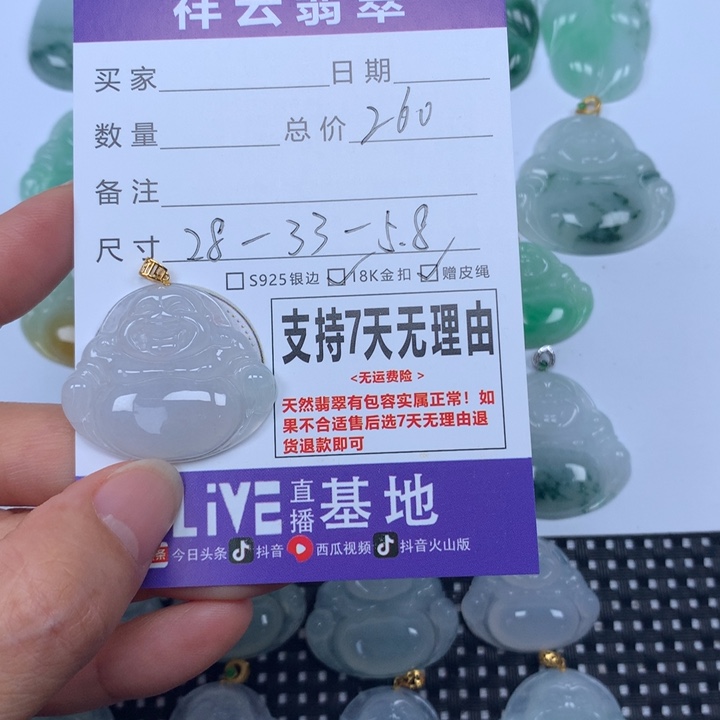 祥云翡翠
买家 日期
数量 总价 260
备注
尺寸 28-33-5.8
S925银边 18K金扣 赠皮绳
支持7天无理由
<无运费险>
天然翡翠有包容实属正常！如
果不合适售后选7天无理由退
货退款即可
LiVE 直播 基地
条 今日头条 抖音 西瓜视频 抖音火山版